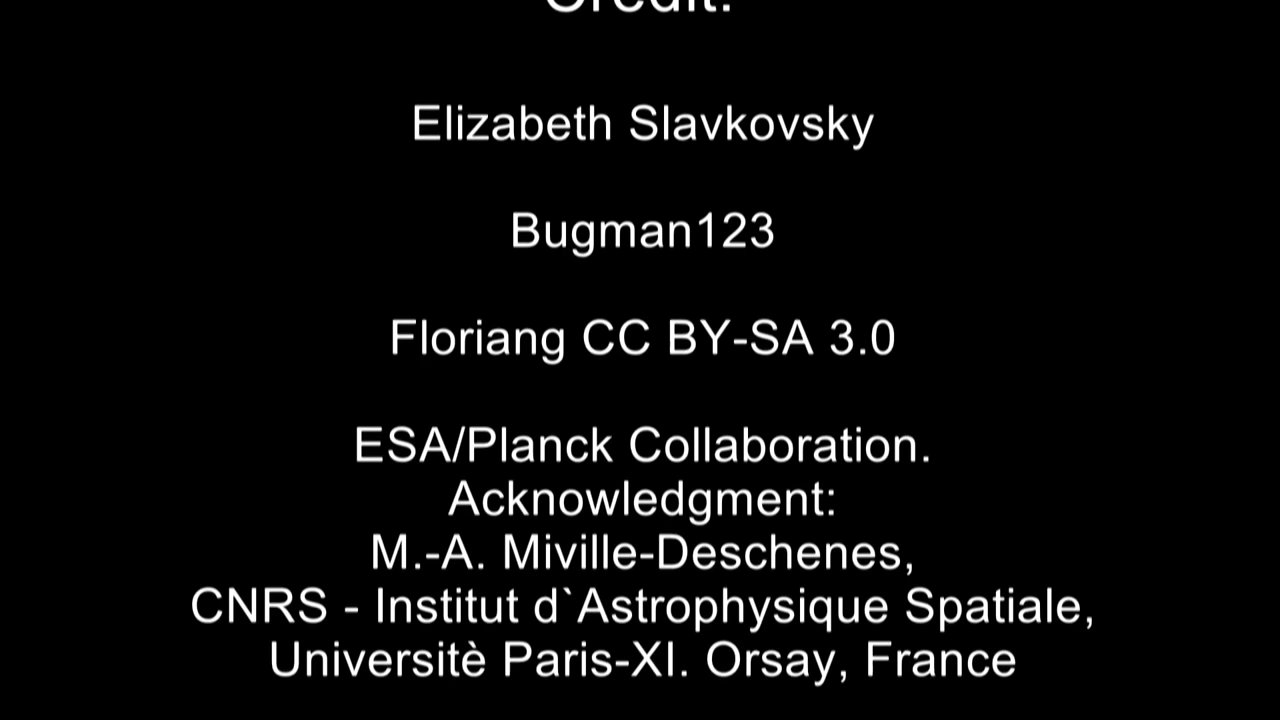 Credit:
Elizabeth Slavkovsky
Bugman123
Floriang CC BY-SA 3.0
ESA/Planck Collaboration.
Acknowledgment:
M.-A. Miville-Deschenes,
CNRS - Institut d`Astrophysique Spatiale,
Universitè Paris-XI. Orsay, France